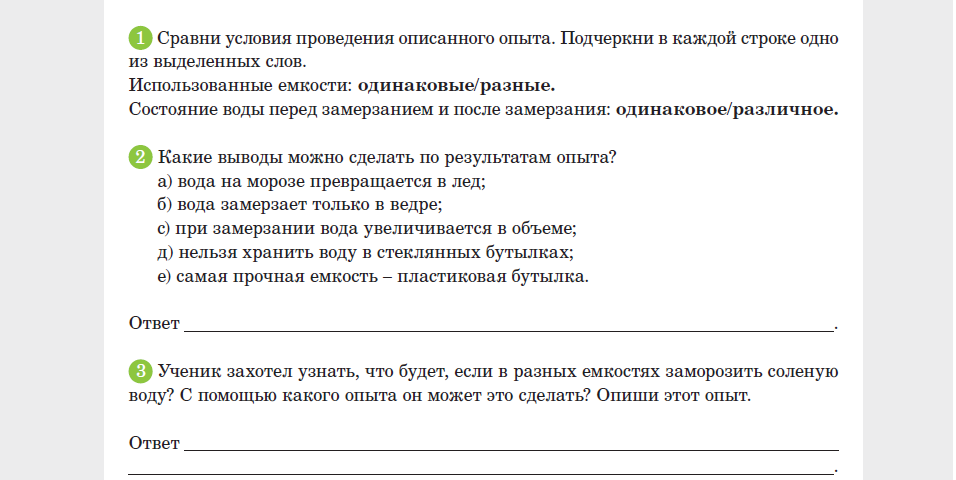 1 Сравни условия проведения описанного опыта. Подчеркни в каждой строке одно
из выделенных слов.
Использованные емкости: одинаковые/разные.
Состояние воды перед замерзанием и после замерзания: одинаковое/различное.
2 Какие выводы можно сделать по результатам опыта?
а) вода на морозе превращается в лед;
б) вода замерзает только в ведре;
с) при замерзании вода увеличивается в объеме;
д) нельзя хранить воду в стеклянных бутылках;
е) самая прочная емкость – пластиковая бутылка.
Ответ ___.
3 Ученик захотел узнать, что будет, если в разных емкостях заморозить соленую
воду? С помощью какого опыта он может это сделать? Опиши этот опыт.
Ответ ___
___.